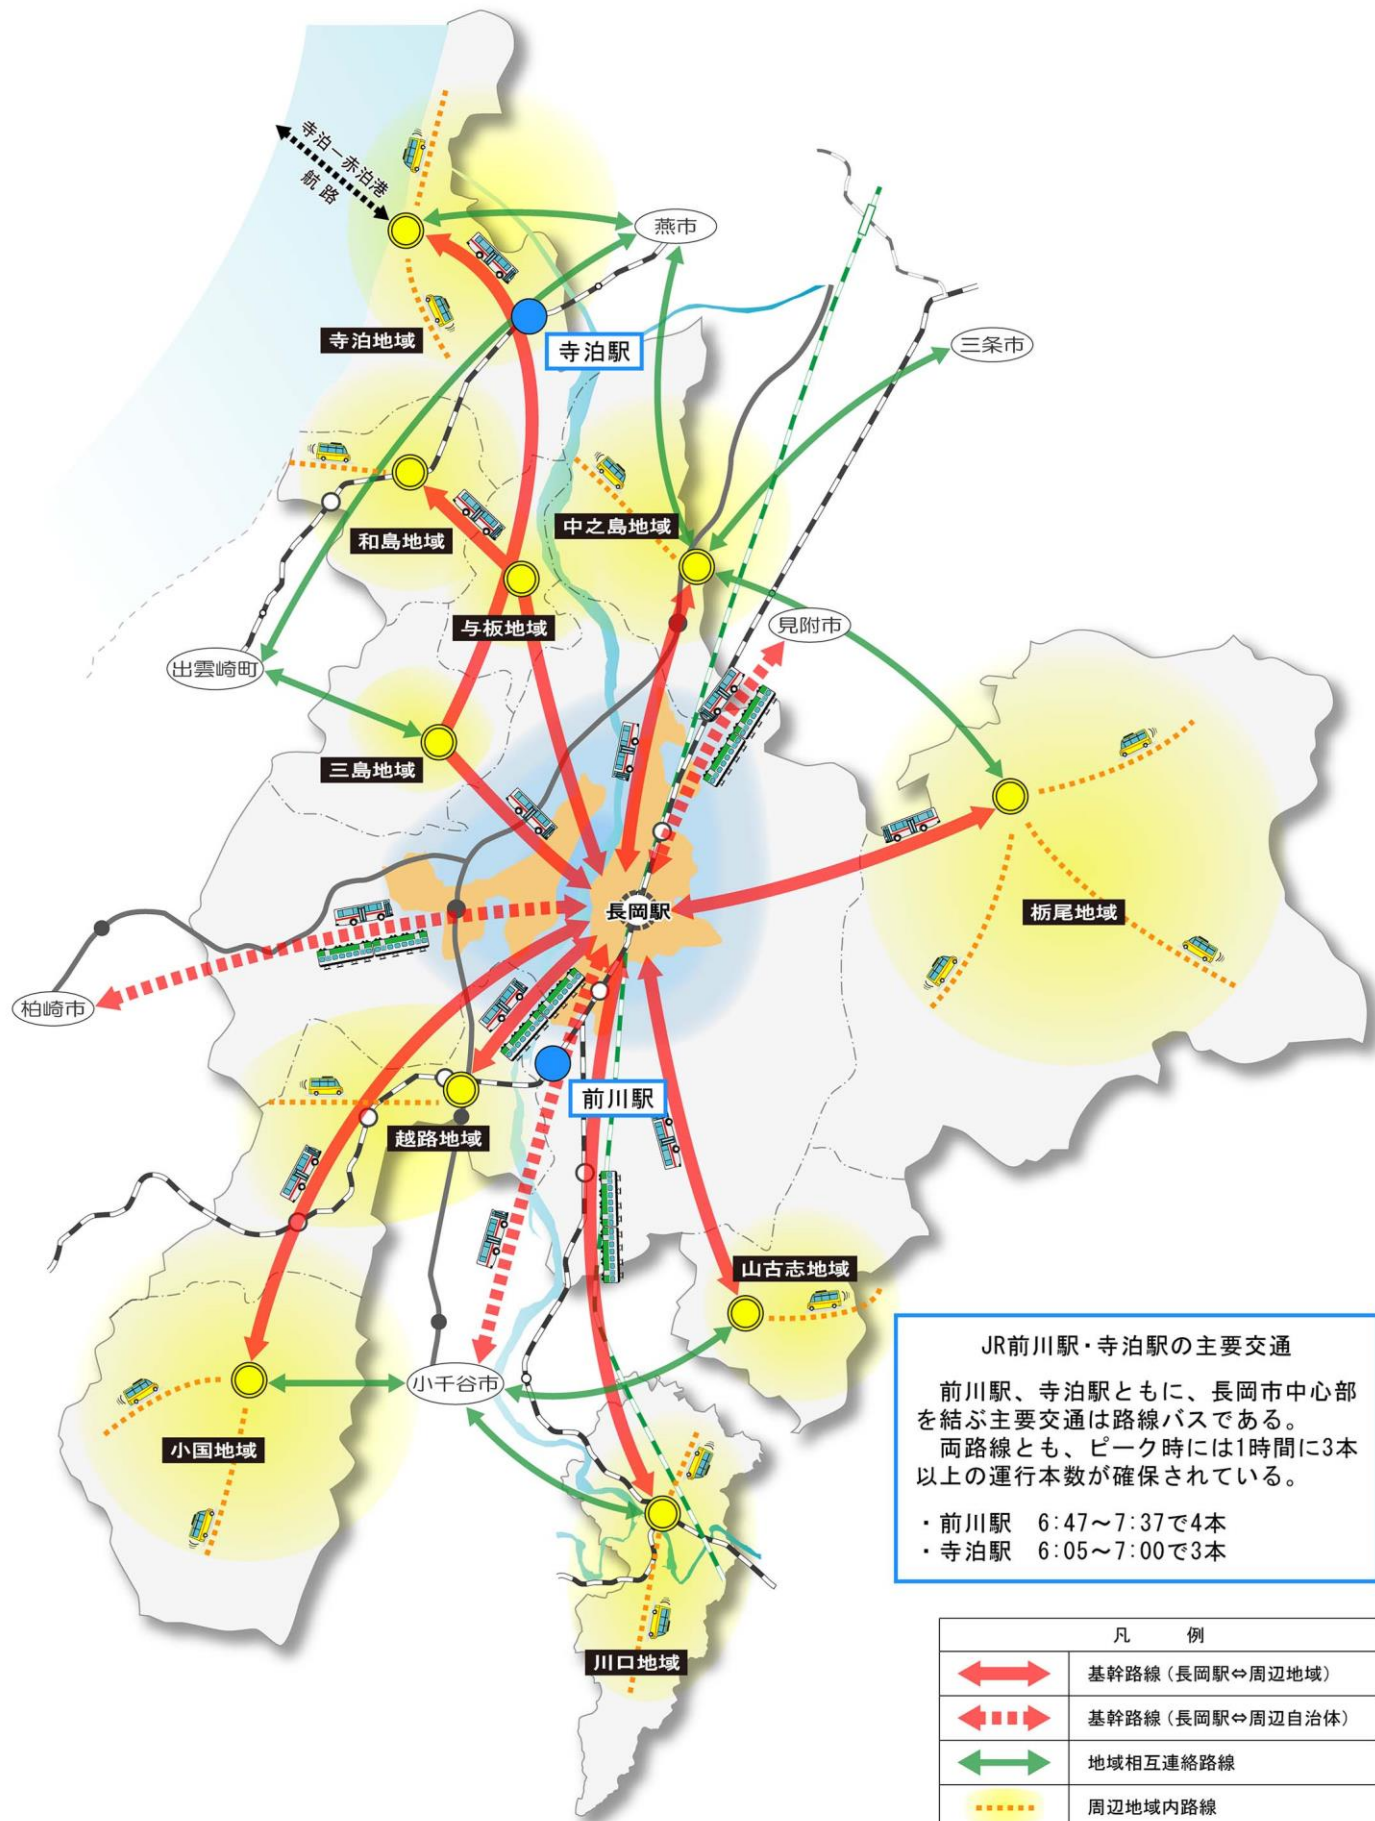 寺泊ー赤泊港
航路
燕市
寺泊地域
寺泊駅
三条市
和島地域
中之島地域
与板地域
見附市
出雲崎町
三島地域
長岡駅
栃尾地域
柏崎市
前川駅
越路地域
山古志地域
小千谷市
小国地域
川口地域
JR前川駅・寺泊駅の主要交通
前川駅、寺泊駅ともに、長岡市中心部
を結ぶ主要交通は路線バスである。
両路線とも、ピーク時には1時間に3本
以上の運行本数が確保されている。
・前川駅 6:47～7:37で4本
・寺泊駅 6:05～7:00で3本
凡 例
基幹路線(長岡駅⇔周辺地域)
基幹路線(長岡駅⇔周辺自治体)
地域相互連絡路線
周辺地域内路線